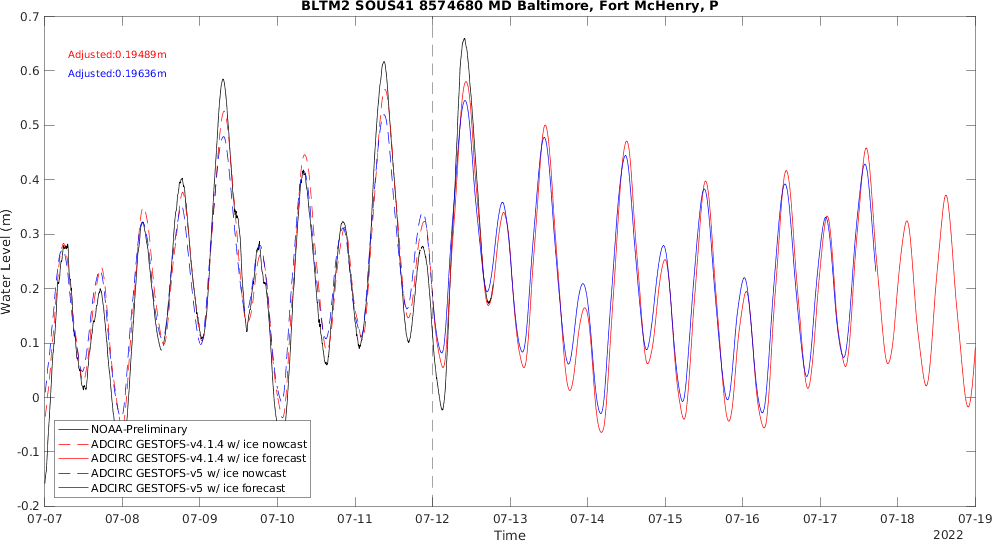 BLTM2 SOUS41 8574680 MD Baltimore, Fort McHenry, P
Adjusted:0.19489m
Adjusted:0.19636m
Water Level (m)
0.7
0.6
0.5
0.4
0.3
0.2
0.1
0
-0.1
-0.2
NOAA-Preliminary
ADCIRC GESTOFS-v4.1.4 w/ ice nowcast
ADCIRC GESTOFS-v4.1.4 w/ ice forecast
ADCIRC GESTOFS-v5 w/ ice nowcast
ADCIRC GESTOFS-v5 w/ ice forecast
07-07 07-08 07-09 07-10 07-11 07-12 07-13 07-14 07-15 07-16 07-17 07-18 07-19
Time
2022